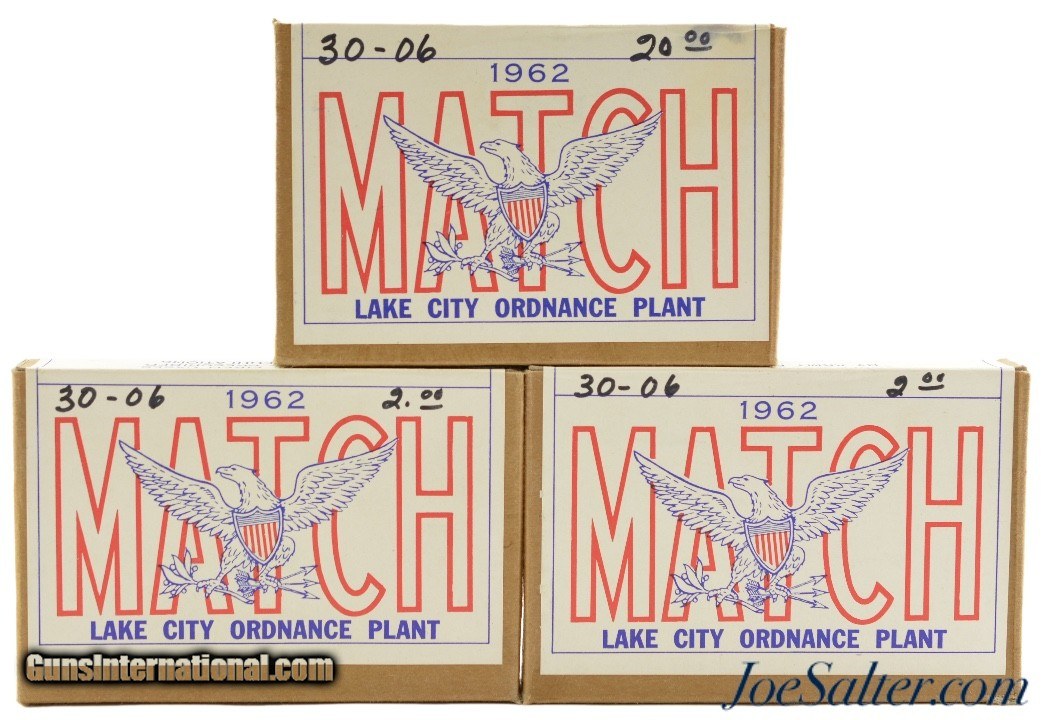 30-06 20 00
1962
MATCH
LAKE CITY ORDNANCE PLANT
30-06 1962 2.00
MATCH
LAKE CITY ORDNANCE PLANT
30-06 2 00
1962
MATCH
LAKE CITY ORDNANCE PLANT
GunsInternational.com
JoeSalter.com